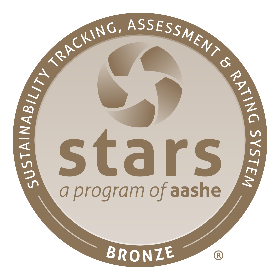 SUSTAINABILITY TRACKING, ASSESSMENT & RATING SYSTEM
stars
a program of aashe
BRONZE
®